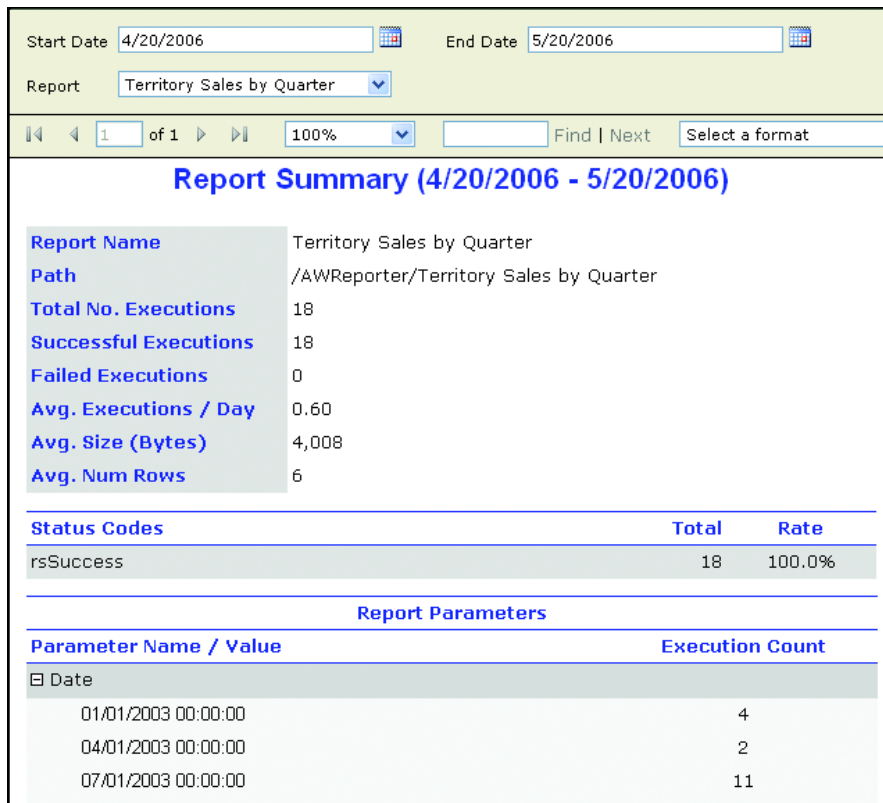 Start Date 4/20/2006 End Date 5/20/2006
Report Territory Sales by Quarter
1 of 1 100% Find | Next Select a format
Report Summary (4/20/2006 - 5/20/2006)
Report Name Territory Sales by Quarter
Path /AWReporter/Territory Sales by Quarter
Total No. Executions 18
Successful Executions 18
Failed Executions 0
Avg. Executions / Day 0.60
Avg. Size (Bytes) 4,008
Avg. Num Rows 6
Status Codes Total Rate
rsSuccess 18 100.0%
Report Parameters
Parameter Name / Value Execution Count
Date
01/01/2003 00:00:00 4
04/01/2003 00:00:00 2
07/01/2003 00:00:00 11